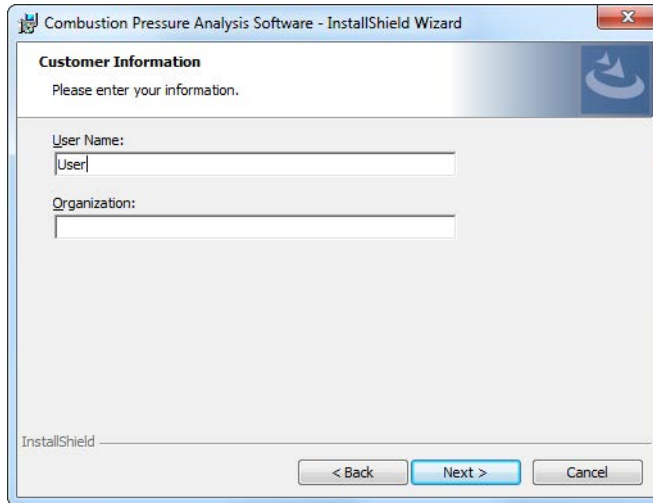 Combustion Pressure Analysis Software - InstallShield Wizard
Customer Information
Please enter your information.
User Name:
User
Organization:
InstallShield
< Back Next > Cancel